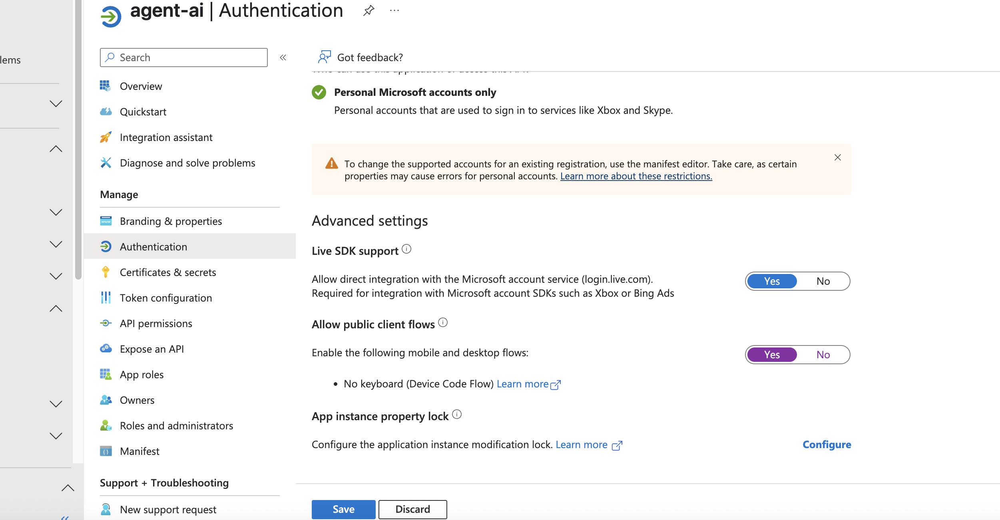 agent-ai | Authentication
lems
Search
Got feedback?
Overview
Quickstart
Integration assistant
Diagnose and solve problems
Manage
Branding & properties
Authentication
Certificates & secrets
Token configuration
API permissions
Expose an API
App roles
Owners
Roles and administrators
Manifest
Support + Troubleshooting
New support request
Personal Microsoft accounts only
Personal accounts that are used to sign in to services like Xbox and Skype.
To change the supported accounts for an existing registration, use the manifest editor. Take care, as certain
properties may cause errors for personal accounts. Learn more about these restrictions.
Advanced settings
Live SDK support
Allow direct integration with the Microsoft account service (login.live.com).
Required for integration with Microsoft account SDKs such as Xbox or Bing Ads
Yes No
Allow public client flows
Enable the following mobile and desktop flows:
Yes No
• No keyboard (Device Code Flow) Learn more
App instance property lock
Configure the application instance modification lock. Learn more
Configure
Save Discard